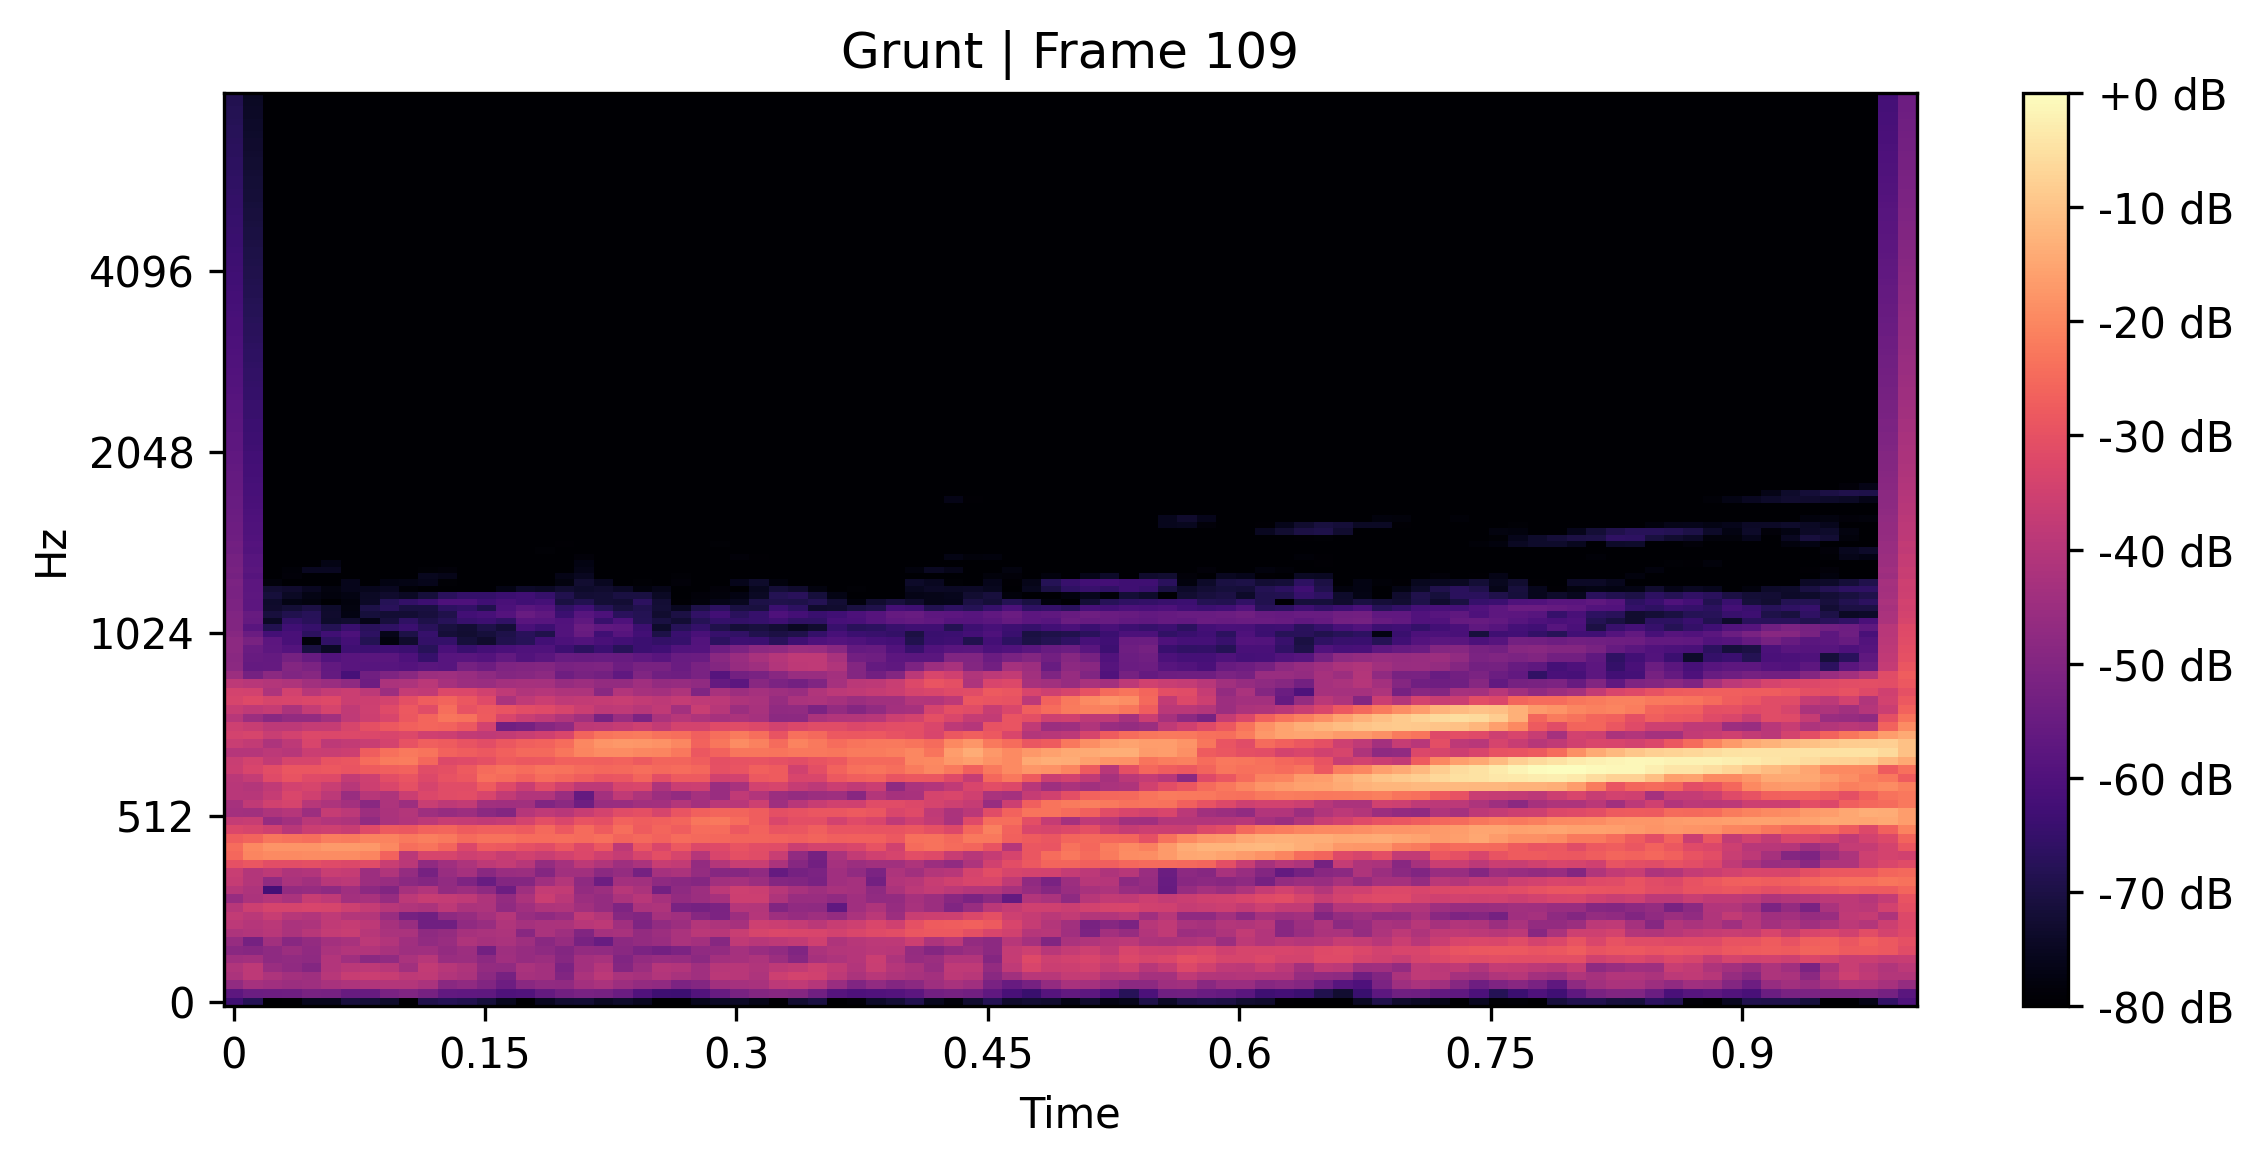 Grunt | Frame 109
+0 dB
-10 dB
-20 dB
-30 dB
-40 dB
-50 dB
-60 dB
-70 dB
-80 dB
Hz
4096
2048
1024
512
0
0 0.15 0.3 0.45 0.6 0.75 0.9
Time